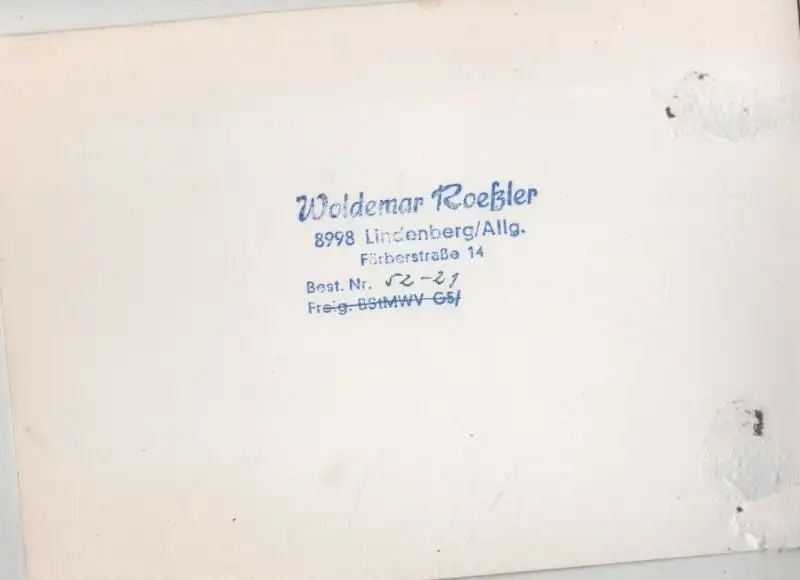 Woldemar Roeßler
8998 Lindenberg/Allg.
Färberstraße 14
Best. Nr. 52-21
Freig. BStMWV G5/